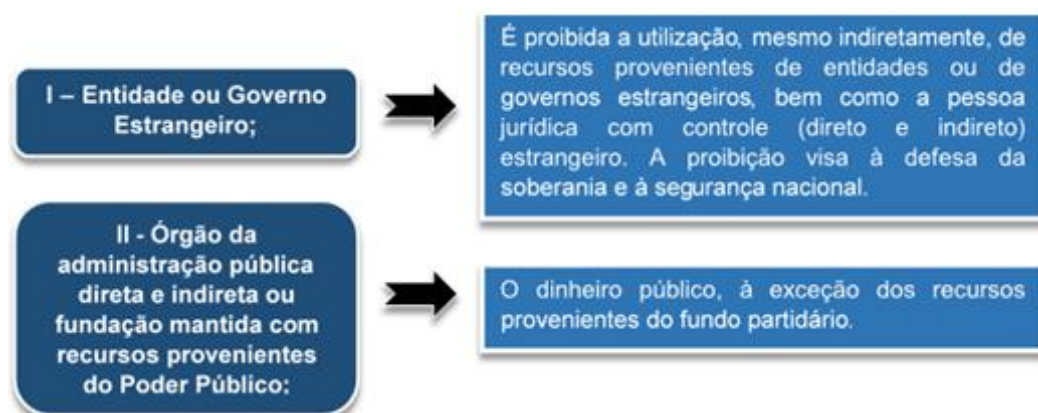 I – Entidade ou Governo
Estrangeiro;
É proibida a utilização, mesmo indiretamente, de
recursos provenientes de entidades ou de
governos estrangeiros, bem como a pessoa
jurídica com controle (direto e indireto)
estrangeiro. A proibição visa à defesa da
soberania e à segurança nacional.
II - Órgão da
administração pública
direta e indireta ou
fundação mantida com
recursos provenientes
do Poder Público;
O dinheiro público, à exceção dos recursos
provenientes do fundo partidário.